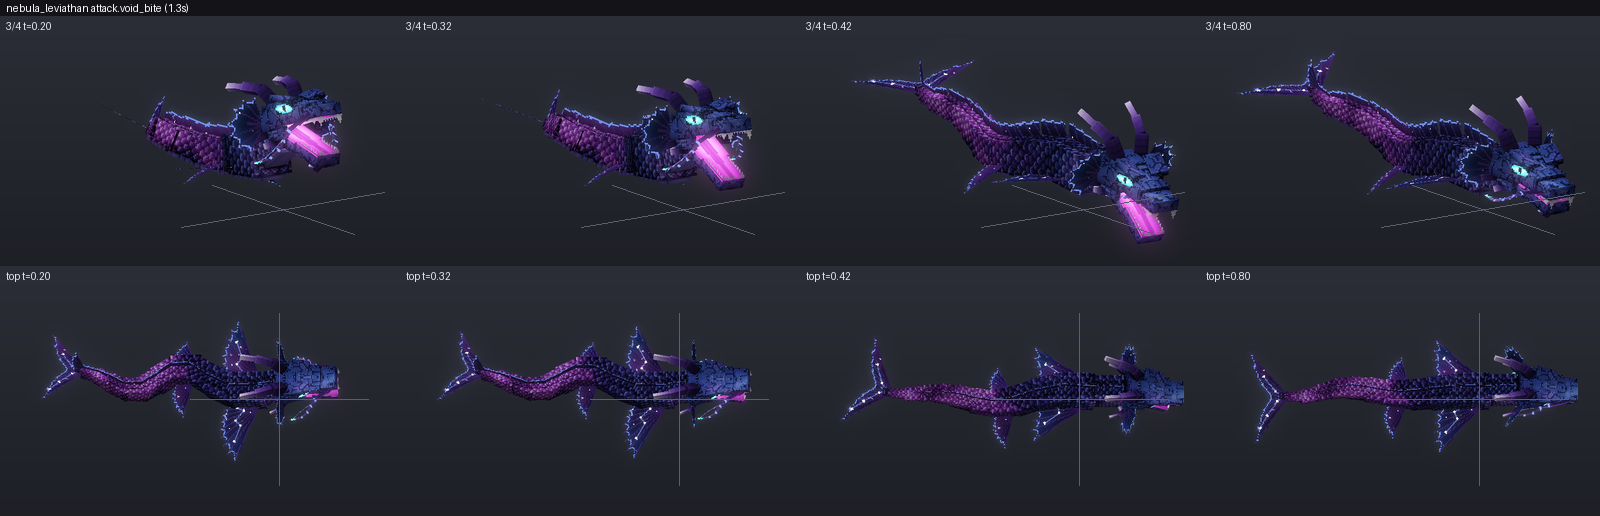 nebula_leviathan attack.void_bite (1.3s)
3/4 t=0.20
3/4 t=0.32
3/4 t=0.42
3/4 t=0.80
top t=0.20
top t=0.32
top t=0.42
top t=0.80